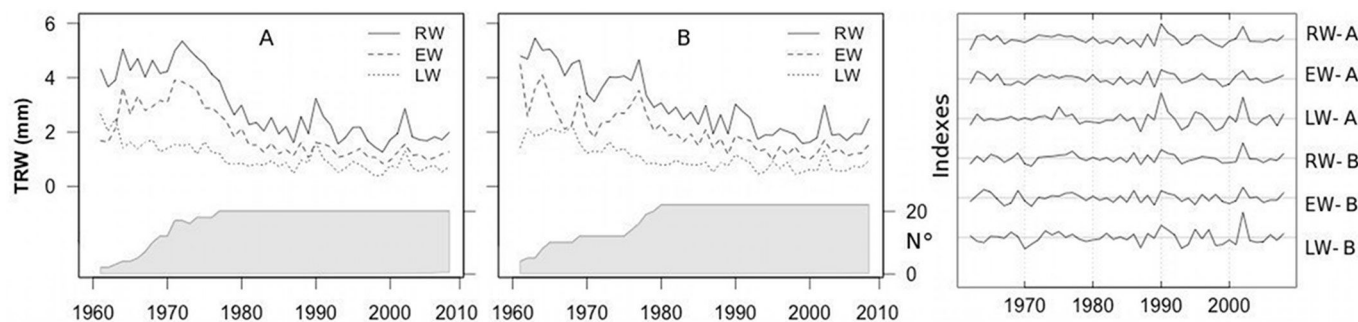 TRW (mm)
6
4
2
0
A
RW
EW
LW
1960 1970 1980 1990 2000 2010
B
RW
EW
LW
20
N°
0
1960 1970 1980 1990 2000 2010
Indexes
RW-A
EW-A
LW-A
RW-B
EW-B
LW-B
1970 1980 1990 2000